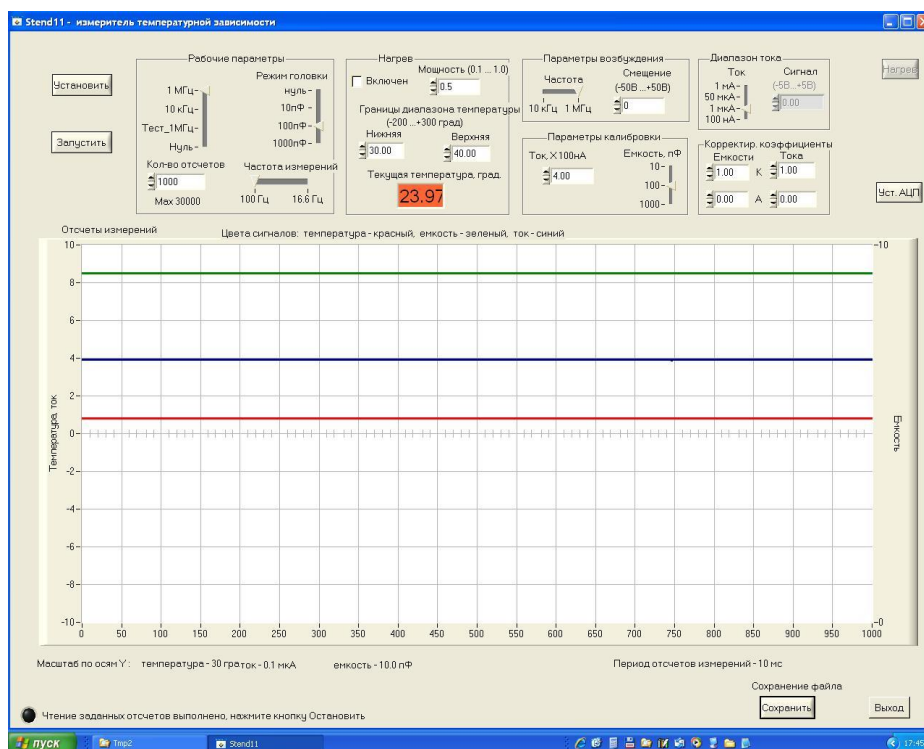 Stend11 - измеритель температурной зависимости
Установить
Запустить
Рабочие параметры
Режим головки
1 МГц
10 кГц
Тест_1МГц
Нуль
нуль
10пФ
100пФ
1000пФ
Кол-во отсчетов
1000
Max 30000
Частота измерений
100 Гц 16.6 Гц
Нагрев
Включен
Мощность (0.1 ... 1.0)
0.5
Границы диапазона температуры
(-200 ...+300 град)
Нижняя Верхняя
30.00 40.00
Текущая температура, град.
23.97
Параметры возбуждения
Частота
10 кГц 1 МГц
Смещение
(-50В ...+50В)
0
Параметры калибровки
Ток, X100нА
4.00
Емкость, пФ
10
100
1000
Диапазон тока
Ток
1 мА
50 мкА
1 мкА
100 нА
Сигнал
(-5В...+5В)
0.00
Корректир. коэффициенты
Емкости Тока
1.00 К 1.00
0.00 А 0.00
Нагрев
Уст. АЦП
Отсчеты измерений
Цвета сигналов: температура - красный, емкость - зеленый, ток - синий
10
8
6
4
2
0
-2
-4
-6
-8
-10
Температура, ток
10
0
Емкость
0 50 100 150 200 250 300 350 400 450 500 550 600 650 700 750 800 850 900 950 1000
Масштаб по осям Y: температура - 30 гра ток - 0.1 мкА емкость - 10.0 пФ
Период отсчетов измерений - 10 мс
Сохранение файла
Сохранить
Выход
Чтение заданных отсчетов выполнено, нажмите кнопку Остановить
пуск
Tmp2
Stend11
17:45